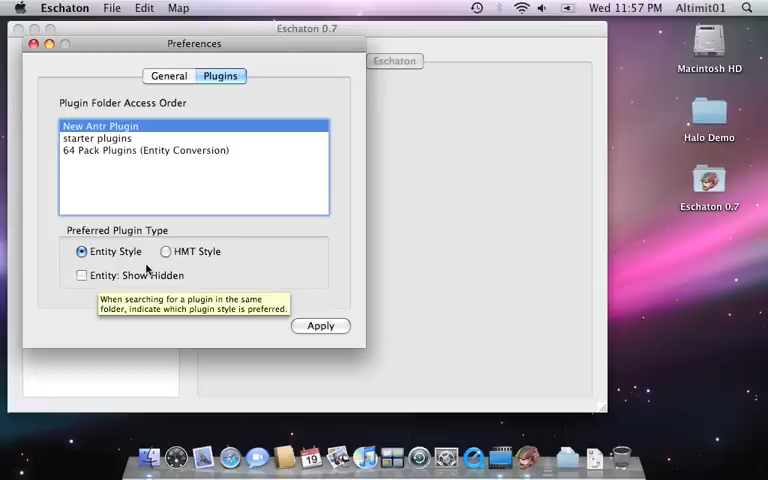 Eschaton File Edit Map Wed 11:57 PM Altimit01
Eschaton 0.7
Preferences
General Plugins
Eschaton
Plugin Folder Access Order
New Antr Plugin
starter plugins
64 Pack Plugins (Entity Conversion)
Preferred Plugin Type
Entity Style HMT Style
Entity: Show Hidden
When searching for a plugin in the same
folder, indicate which plugin style is preferred.
Apply
Macintosh HD
Halo Demo
Eschaton 0.7